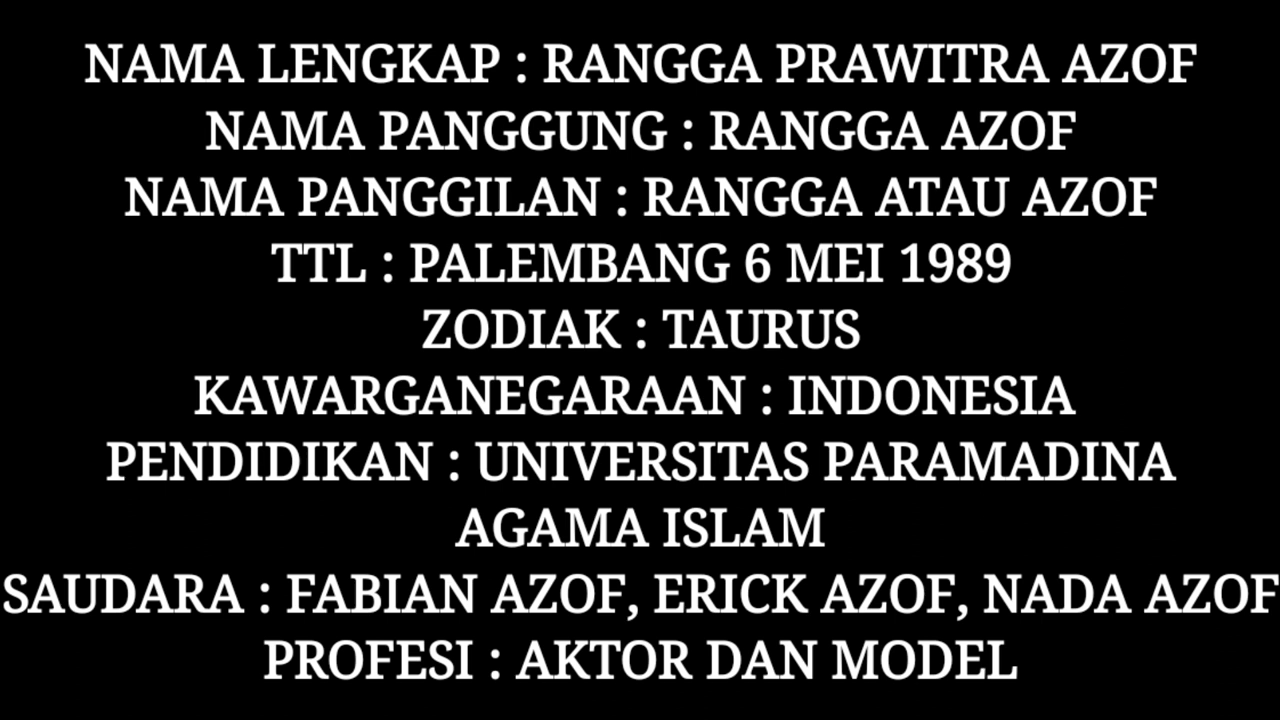 NAMA LENGKAP : RANGGA PRAWITRA AZOF
NAMA PANGGUNG : RANGGA AZOF
NAMA PANGGILAN : RANGGA ATAU AZOF
TTL : PALEMBANG 6 MEI 1989
ZODIAK : TAURUS
KAWARGANEGARAAN : INDONESIA
PENDIDIKAN : UNIVERSITAS PARAMADINA
AGAMA ISLAM
SAUDARA : FABIAN AZOF, ERICK AZOF, NADA AZOF
PROFESI : AKTOR DAN MODEL